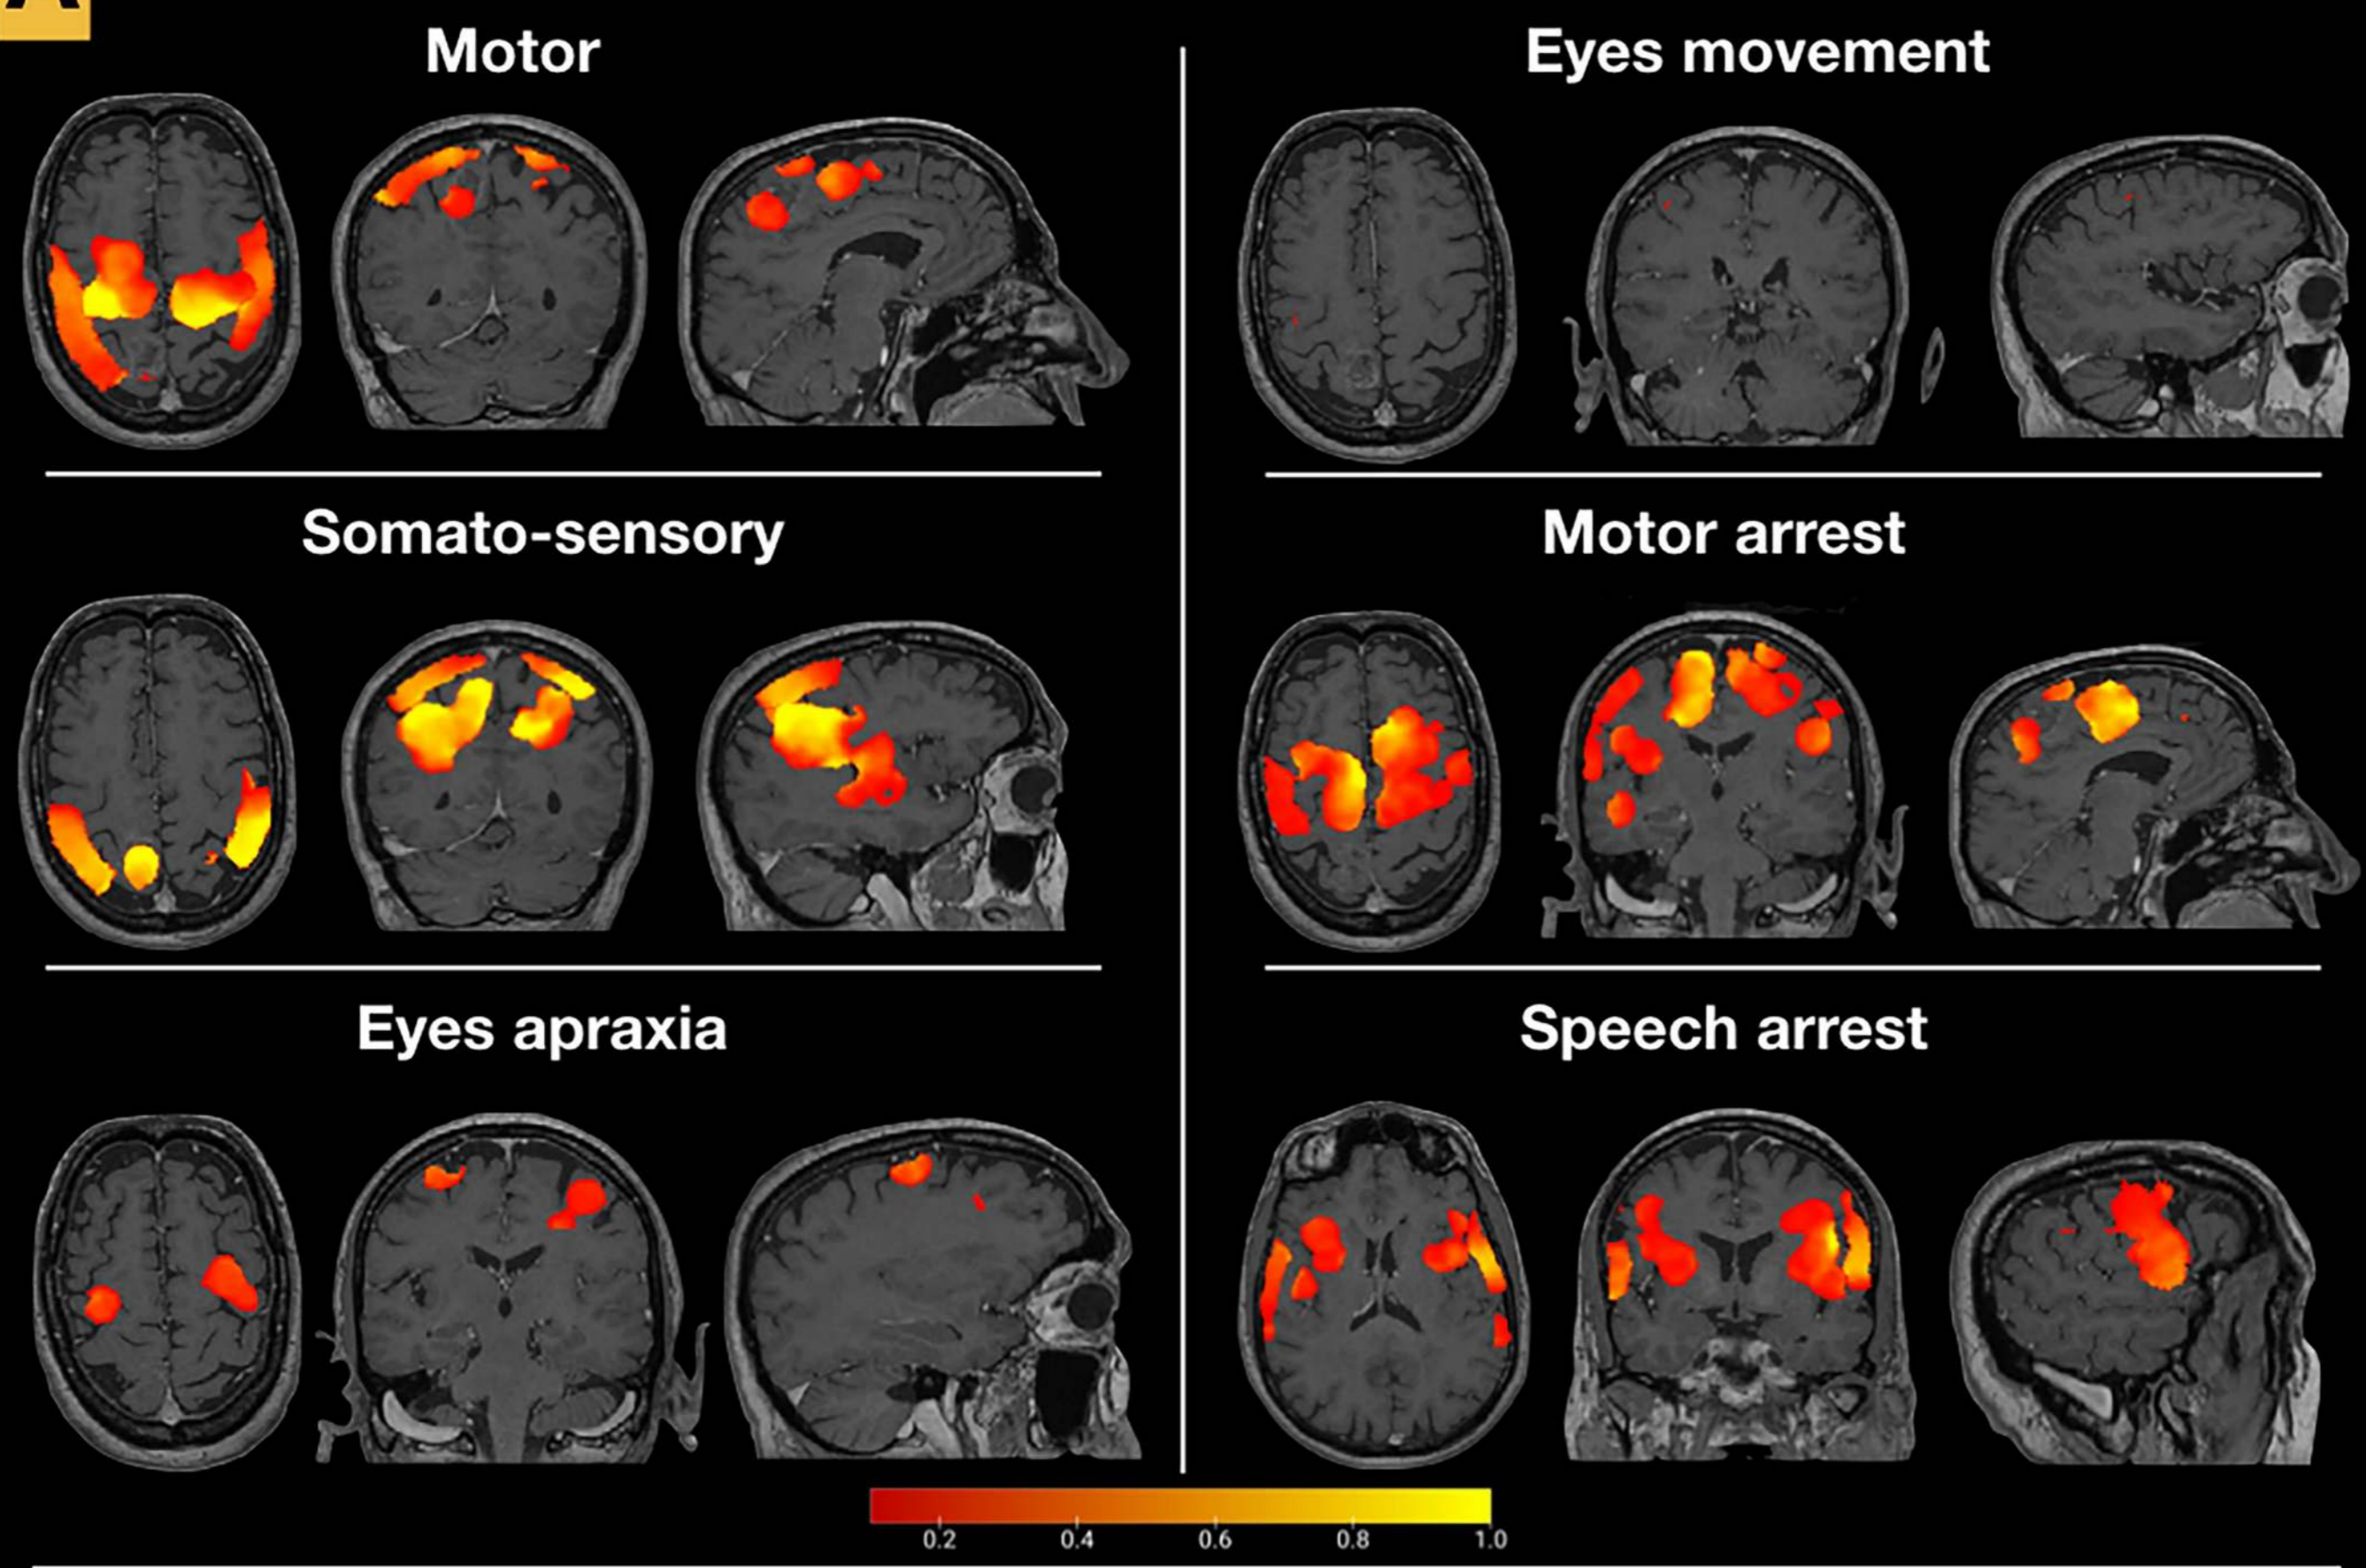 A
Motor
Eyes movement
Somato-sensory
Motor arrest
Eyes apraxia
Speech arrest
0.2 0.4 0.6 0.8 1.0